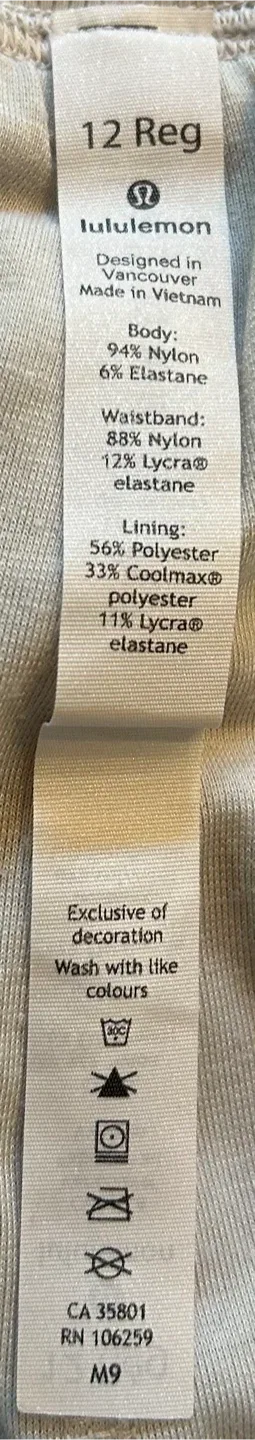 12 Reg
lululemon
Designed in
Vancouver
Made in Vietnam
Body:
94% Nylon
6% Elastane
Waistband:
88% Nylon
12% Lycra®
elastane
Lining:
56% Polyester
33% Coolmax®
polyester
11% Lycra®
elastane
Exclusive of
decoration
Wash with like
colours
30C
CA 35801
RN 106259
M9